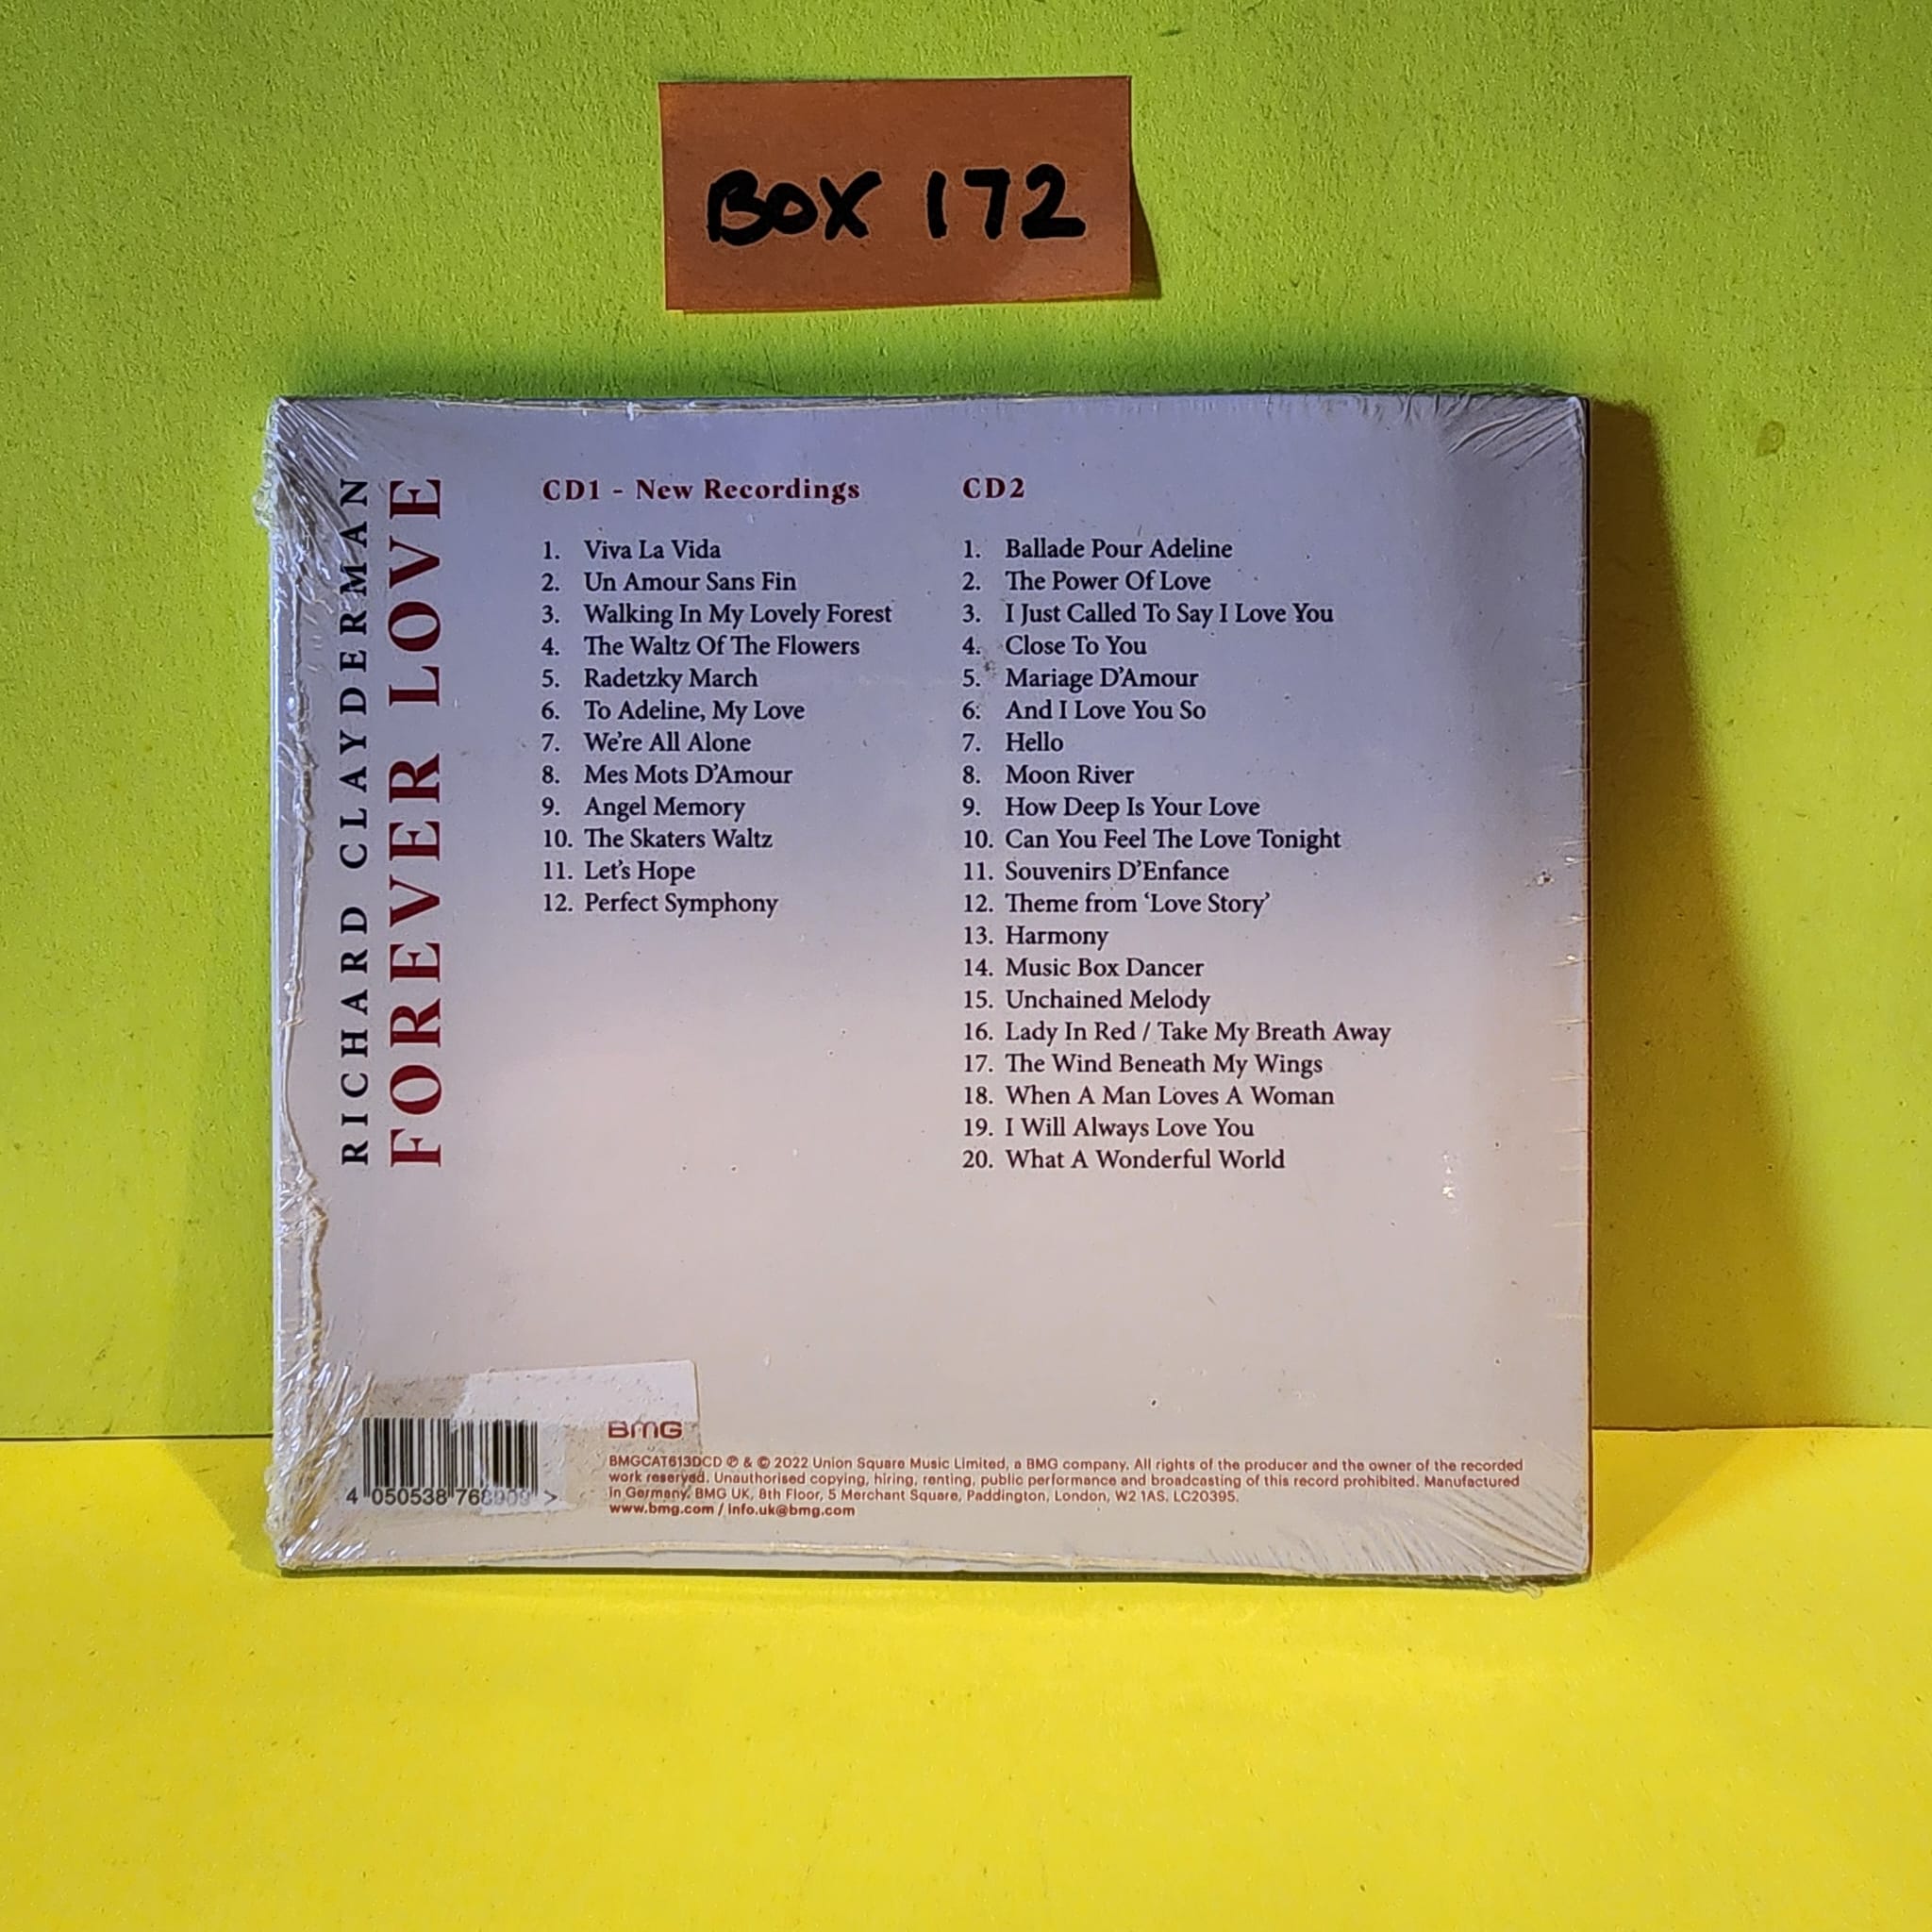 BOX 172
RICHARD CLAYDERMAN
FOREVER LOVE
CD1 - New Recordings
1. Viva La Vida
2. Un Amour Sans Fin
3. Walking In My Lovely Forest
4. The Waltz Of The Flowers
5. Radetzky March
6. To Adeline, My Love
7. We're All Alone
8. Mes Mots D'Amour
9. Angel Memory
10. The Skaters Waltz
11. Let's Hope
12. Perfect Symphony
CD2
1. Ballade Pour Adeline
2. The Power Of Love
3. I Just Called To Say I Love You
4. Close To You
5. Mariage D'Amour
6. And I Love You So
7. Hello
8. Moon River
9. How Deep Is Your Love
10. Can You Feel The Love Tonight
11. Souvenirs D'Enfance
12. Theme from 'Love Story'
13. Harmony
14. Music Box Dancer
15. Unchained Melody
16. Lady In Red / Take My Breath Away
17. The Wind Beneath My Wings
18. When A Man Loves A Woman
19. I Will Always Love You
20. What A Wonderful World
4 050538 768909 >
BMG
BMGCAT613DCD ℗ & © 2022 Union Square Music Limited, a BMG company. All rights of the producer and the owner of the recorded
work reserved. Unauthorised copying, hiring, renting, public performance and broadcasting of this record prohibited. Manufactured
in Germany. BMG UK, 8th Floor, 5 Merchant Square, Paddington, London, W2 1AS. LC20395.
www.bmg.com / info.uk@bmg.com